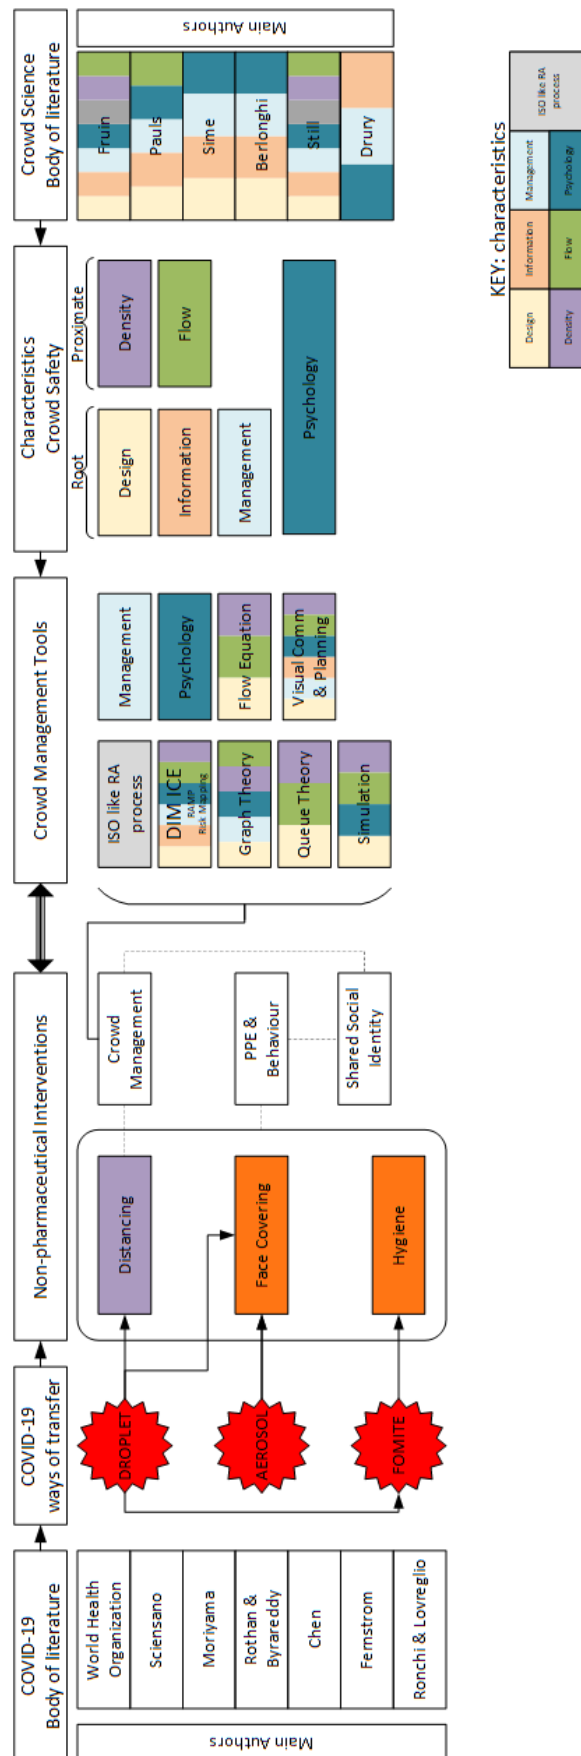 COVID-19
Body of literature
COVID-19
ways of transfer
Non-pharmaceutical Interventions
Crowd Management Tools
Characteristics
Crowd Safety
Crowd Science
Body of literature
Main Authors
World Health
Organization
Sciensano
Moriyama
Rothan &
Byrareddy
Chen
Fernstrom
Ronchi & Lovreglio
DROPLET
AEROSOL
FOMITE
Distancing
Face Covering
Hygiene
Crowd
Management
PPE &
Behaviour
Shared Social
Identity
ISO like RA
process
DIM ICE
RAMP
Risk Mapping
Graph Theory
Queue Theory
Simulation
Management
Psychology
Flow Equation
Visual Comm
& Planning
Root
Proximate
Design
Information
Management
Density
Flow
Psychology
Fruin
Pauls
Sime
Berlonghi
Still
Drury
Main Authors
KEY: characteristics
Design
Information
Management
ISO like RA
process
Density
Flow
Psychology